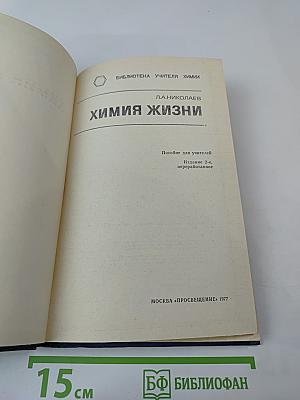 БИБЛИОТЕКА УЧИТЕЛЯ ХИМИИ
Л.А.НИКОЛАЕВ
ХИМИЯ ЖИЗНИ
Пособие для учителей
Издание 2-е,
переработанное
МОСКВА «ПРОСВЕЩЕНИЕ» 1977
15 см
БФ БИБЛИОФАН